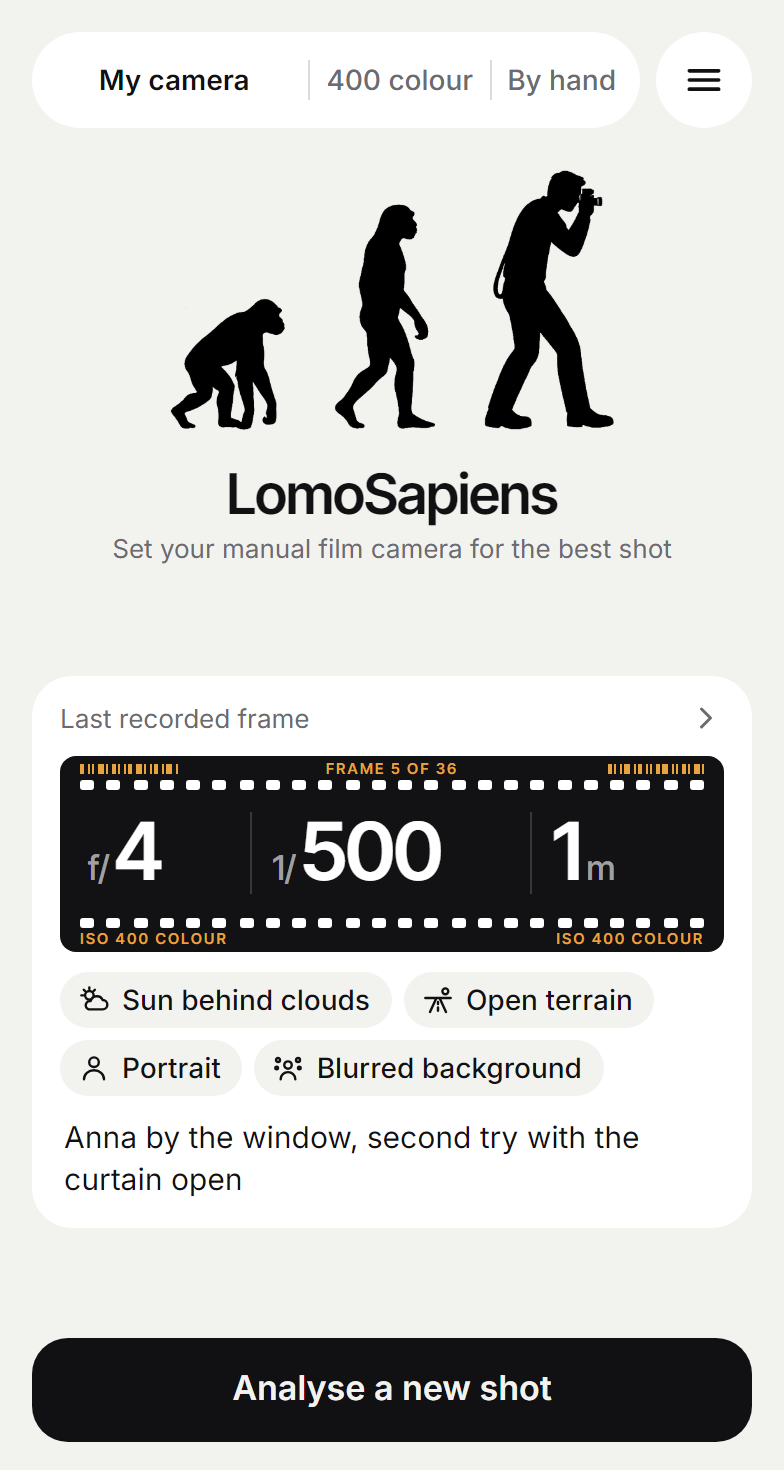 My camera
400 colour
By hand
LomoSapiens
Set your manual film camera for the best shot
Last recorded frame
FRAME 5 OF 36
f/4
1/500
1m
ISO 400 COLOUR
ISO 400 COLOUR
Sun behind clouds
Open terrain
Portrait
Blurred background
Anna by the window, second try with the
curtain open
Analyse a new shot